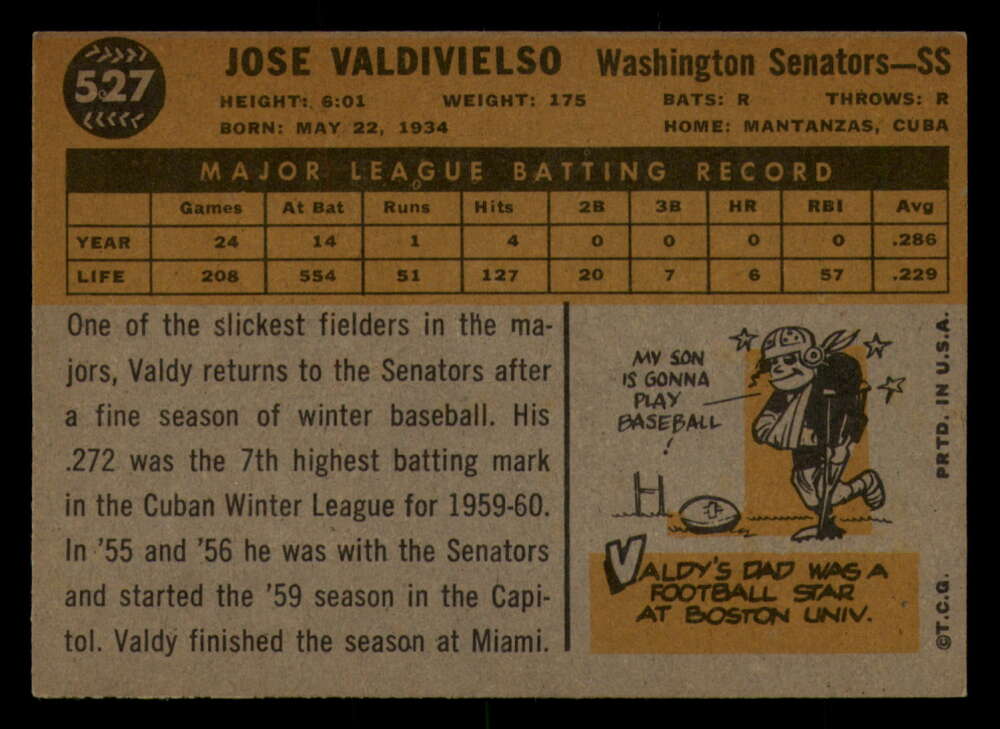 527
JOSE VALDIVIELSO Washington Senators—SS
HEIGHT: 6:01 WEIGHT: 175 BATS: R THROWS: R
BORN: MAY 22, 1934 HOME: MANTANZAS, CUBA
MAJOR LEAGUE BATTING RECORD
Games At Bat Runs Hits 2B 3B HR RBI Avg
YEAR 24 14 1 4 0 0 0 0 .286
LIFE 208 554 51 127 20 7 6 57 .229
One of the slickest fielders in the ma-
jors, Valdy returns to the Senators after
a fine season of winter baseball. His
.272 was the 7th highest batting mark
in the Cuban Winter League for 1959-60.
In '55 and '56 he was with the Senators
and started the '59 season in the Capi-
tol. Valdy finished the season at Miami.
MY SON
IS GONNA
PLAY
BASEBALL
!
VALDY'S DAD WAS A
FOOTBALL STAR
AT BOSTON UNIV.
©T.C.G. PRTD. IN U.S.A.